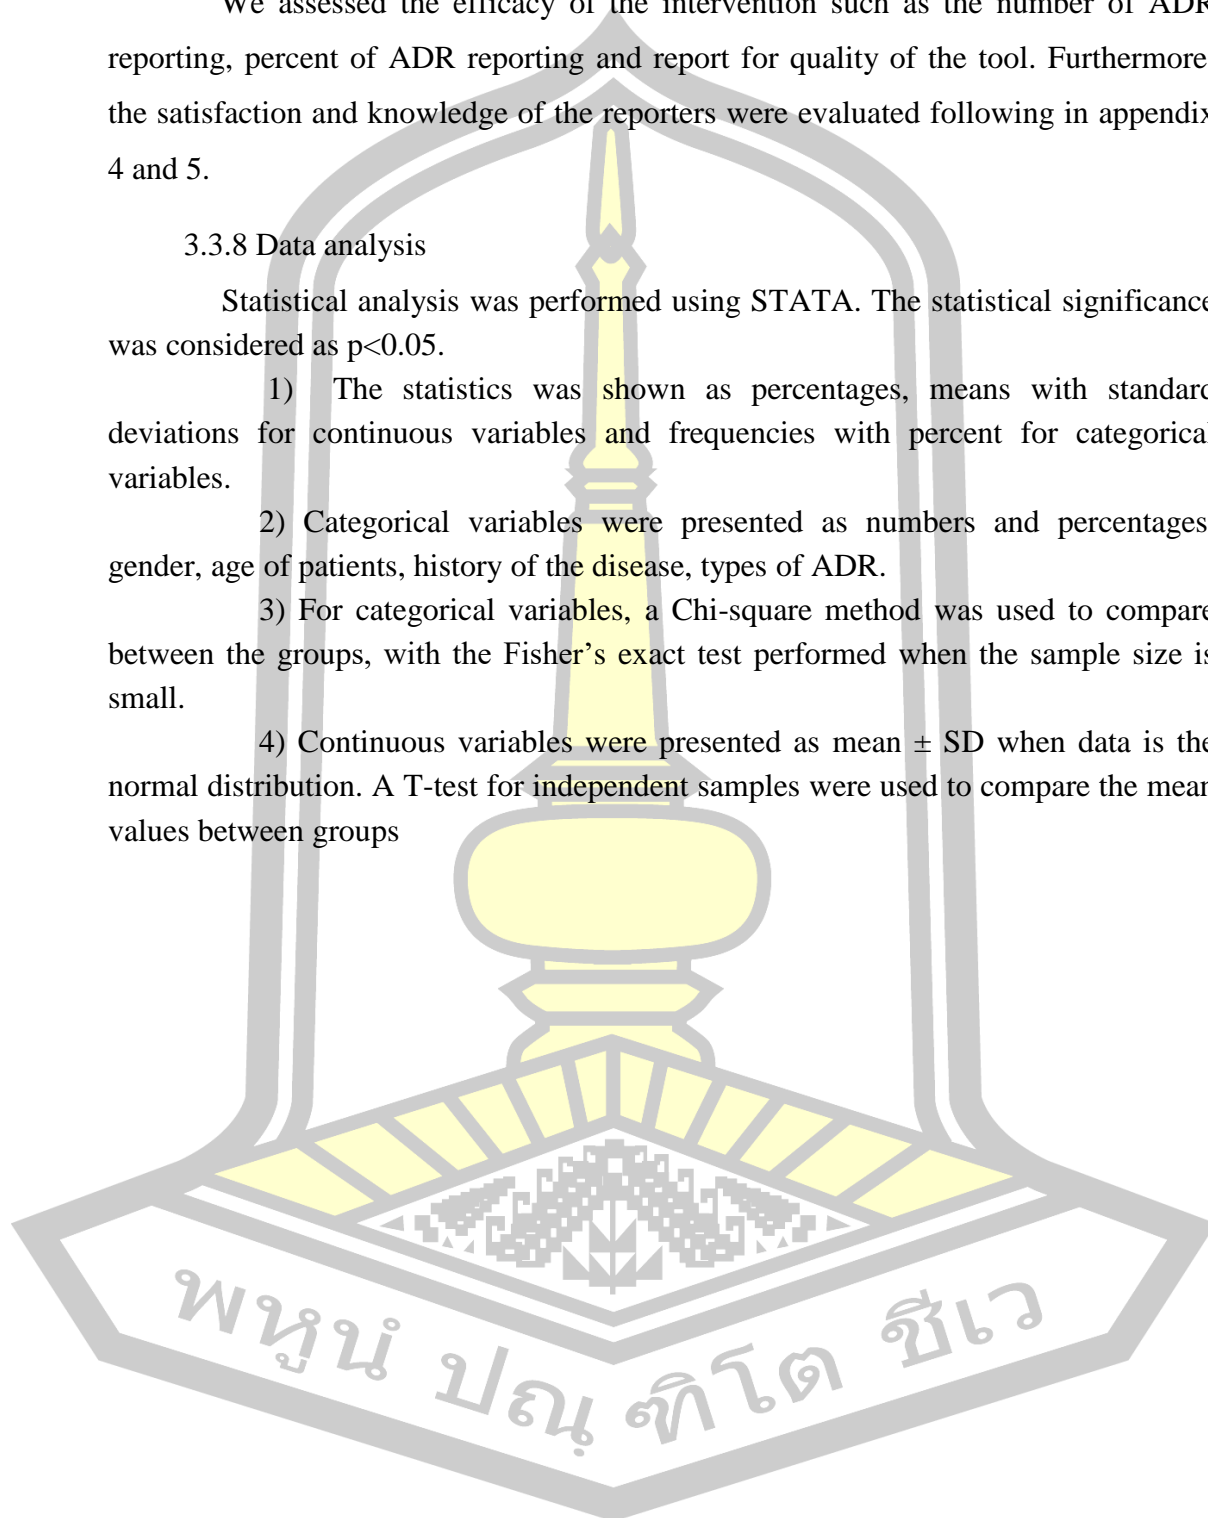 We assessed the efficacy of the intervention such as the number of ADR
reporting, percent of ADR reporting and report for quality of the tool. Furthermore
the satisfaction and knowledge of the reporters were evaluated following in appendix
4 and 5.
3.3.8 Data analysis
Statistical analysis was performed using STATA. The statistical significance
was considered as p<0.05.
1) The statistics was shown as percentages, means with standard
deviations for continuous variables and frequencies with percent for categorical
variables.
2) Categorical variables were presented as numbers and percentages
gender, age of patients, history of the disease, types of ADR.
3) For categorical variables, a Chi-square method was used to compare
between the groups, with the Fisher’s exact test performed when the sample size is
small.
4) Continuous variables were presented as mean ± SD when data is the
normal distribution. A T-test for independent samples were used to compare the mean
values between groups
พหูนํ ปณฺฑิโต ชีเว